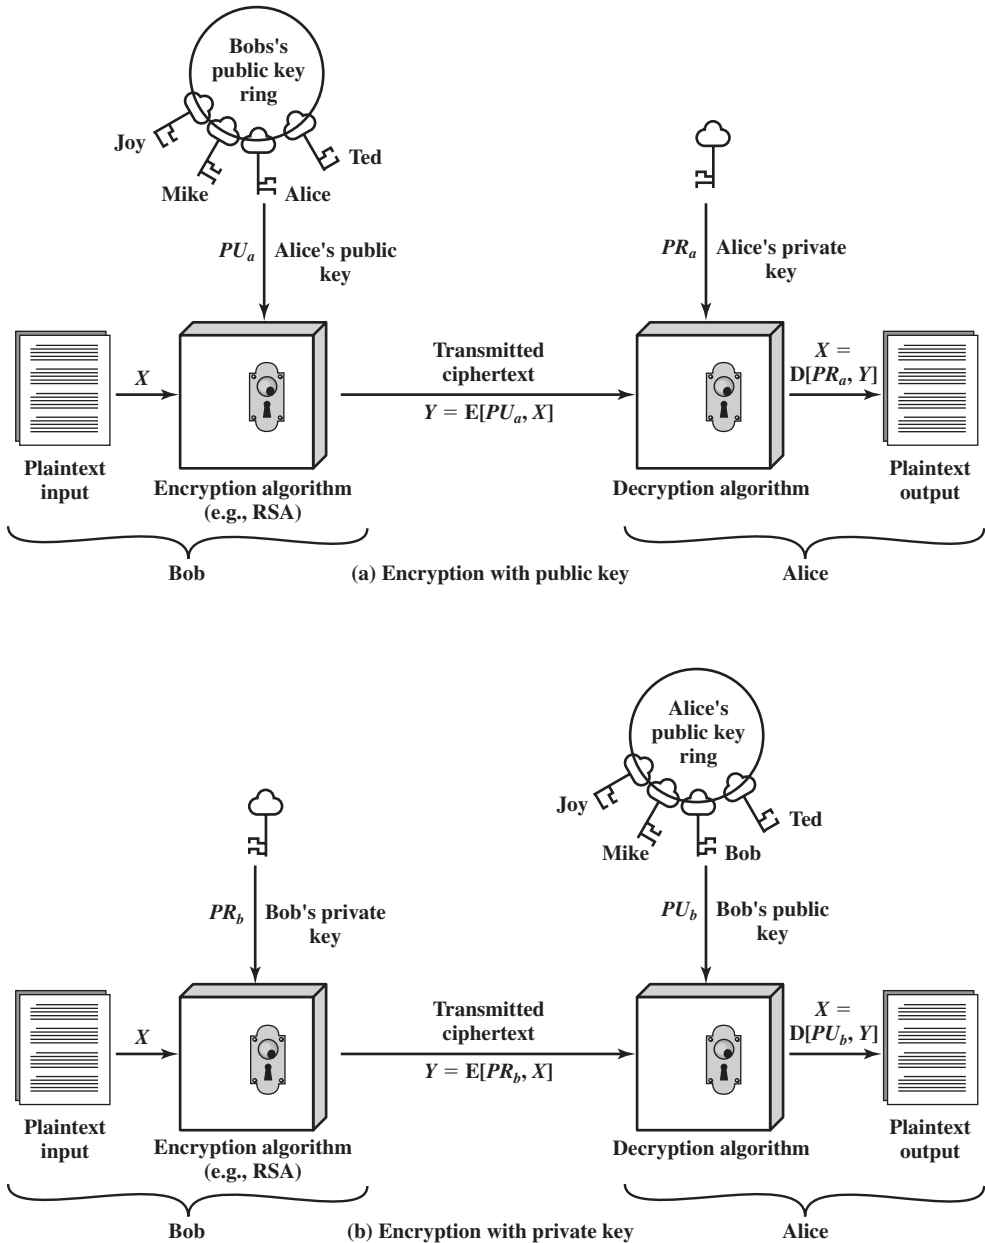 Bobs's
public key
ring
Joy
Ted
Mike
Alice
PUa
Alice's public
key
PRa
Alice's private
key
X
Transmitted
ciphertext
Y = E[PUa, X]
X =
D[PRa, Y]
Plaintext
input
Encryption algorithm
(e.g., RSA)
Decryption algorithm
Plaintext
output
Bob
(a) Encryption with public key
Alice
Alice's
public key
ring
Joy
Ted
Mike
Bob
PRb
Bob's private
key
PUb
Bob's public
key
X
Transmitted
ciphertext
Y = E[PRb, X]
X =
D[PUb, Y]
Plaintext
input
Encryption algorithm
(e.g., RSA)
Decryption algorithm
Plaintext
output
Bob
(b) Encryption with private key
Alice